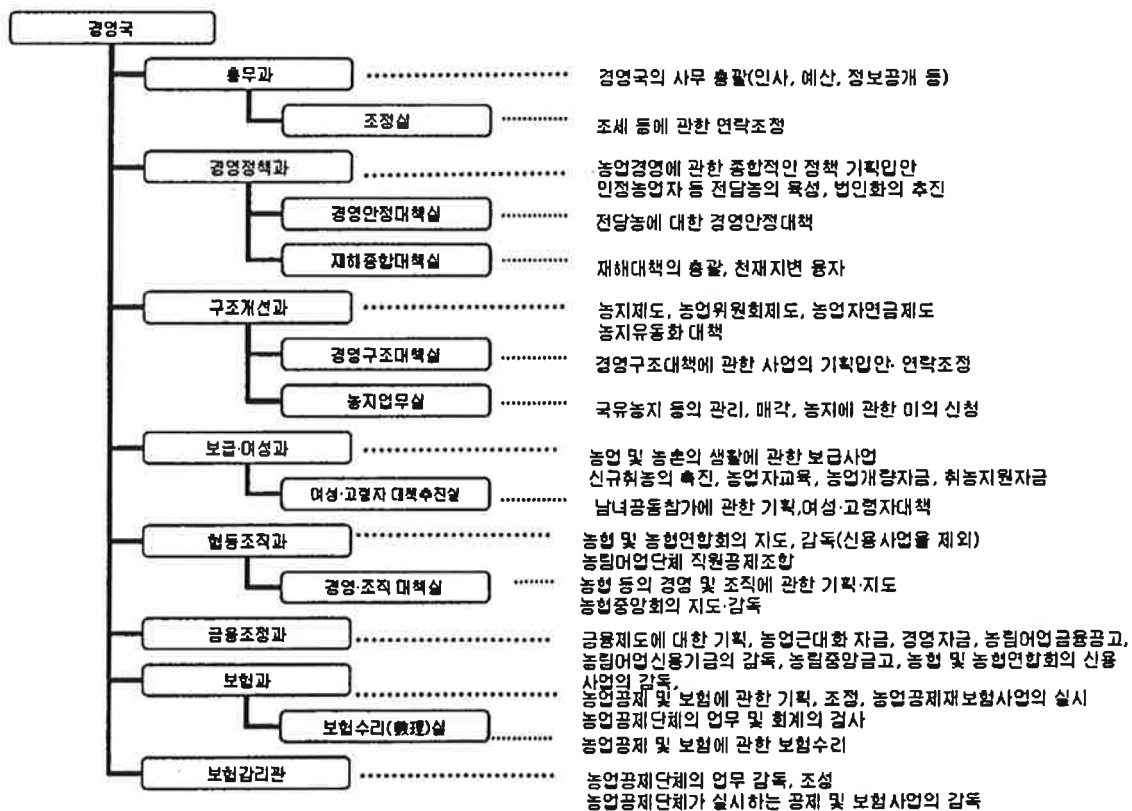 경영국
총무과
경영국의 사무 총괄(인사, 예산, 정보공개 등)
조정실
조세 등에 관한 연락조정
경영정책과
농업경영에 관한 종합적인 정책 기획입안
인정농업자 등 전담농의 육성, 법인화의 추진
경영안정대책실
전담농에 대한 경영안정대책
재해종합대책실
재해대책의 총괄, 천재지변 융자
구조개선과
농지제도, 농업위원회제도, 농업자연금제도
농지유동화 대책
경영구조대책실
경영구조대책에 관한 사업의 기획입안· 연락조정
농지업무실
국유농지 등의 관리, 매각, 농지에 관한 이의 신청
보급·여성과
농업 및 농촌의 생활에 관한 보급사업
신규취농의 촉진, 농업자교육, 농업개량자금, 취농지원자금
여성·고령자 대책추진실
남녀공동참가에 관한 기획,여성·고령자대책
협동조직과
농협 및 농협연합회의 지도, 감독(신용사업을 제외)
농림어업단체 직원공제조합
경영·조직 대책실
농협 등의 경영 및 조직에 관한 기획·지도
농협중앙회의 지도·감독
금융조정과
금융제도에 대한 기획, 농업근대화 자금, 경영자금, 농림어업금융공고,
농림어업신용기금의 감독, 농림중앙금고, 농협 및 농협연합회의 신용
사업의 감독,
보험과
농업공제 및 보험에 관한 기획, 조정, 농업공제재보험사업의 실시
농업공제단체의 업무 및 회계의 검사
보험수리(數理)실
농업공제 및 보험에 관한 보험수리
보험감리관
농업공제단체의 업무 감독, 조성
농업공제단체가 실시하는 공제 및 보험사업의 감독